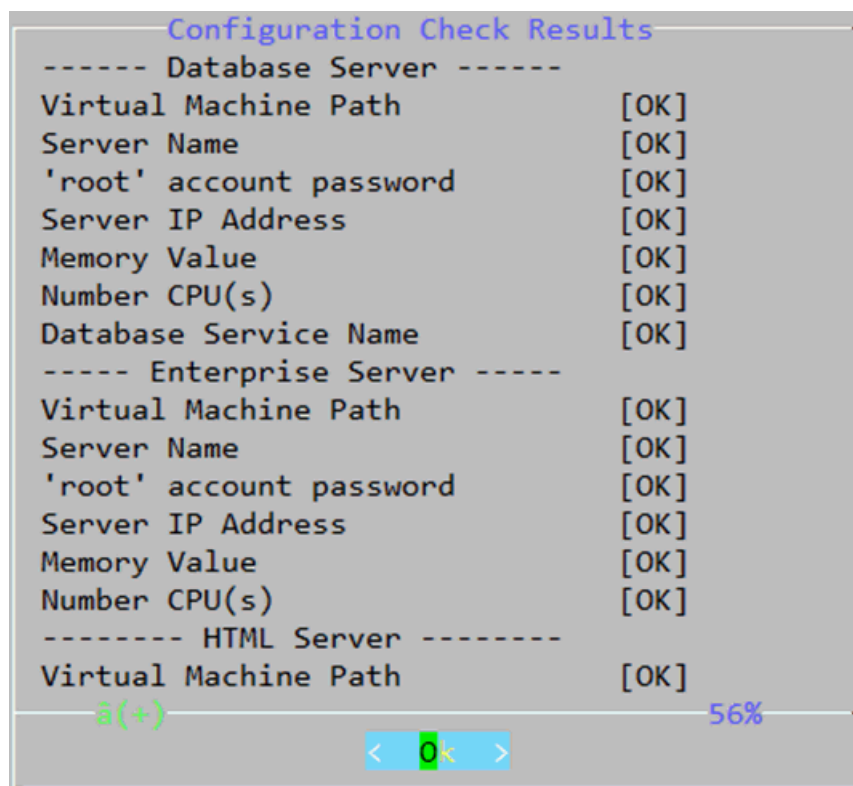 Configuration Check Results
------ Database Server ------
Virtual Machine Path [OK]
Server Name [OK]
'root' account password [OK]
Server IP Address [OK]
Memory Value [OK]
Number CPU(s) [OK]
Database Service Name [OK]
----- Enterprise Server -----
Virtual Machine Path [OK]
Server Name [OK]
'root' account password [OK]
Server IP Address [OK]
Memory Value [OK]
Number CPU(s) [OK]
-------- HTML Server --------
Virtual Machine Path [OK]
â(+) 56%
< Ok >